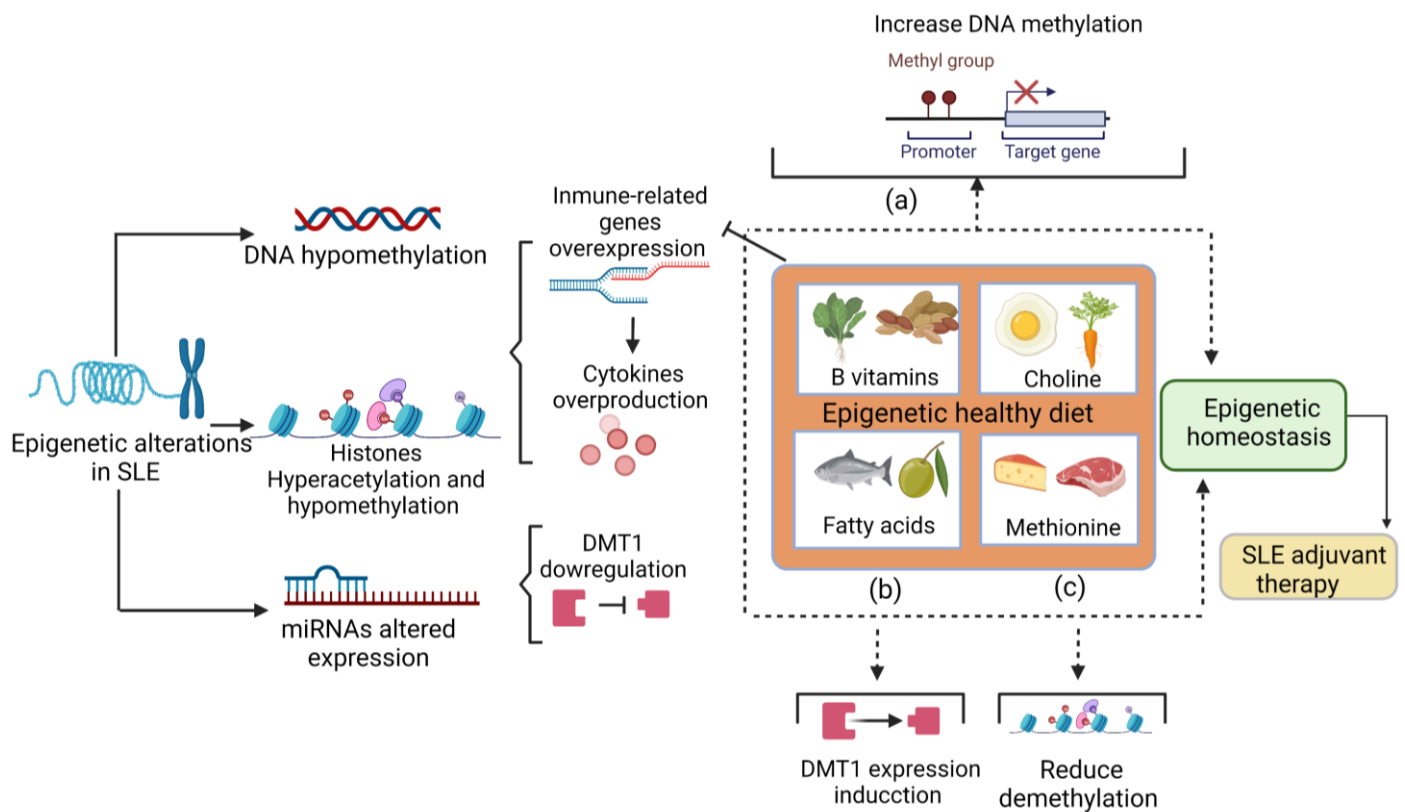 Increase DNA methylation
Methyl group
Promoter
Target gene
(a)
Inmune-related
genes
overexpression
DNA hypomethylation
Cytokines
overproduction
Epigenetic alterations
in SLE
Histones
Hyperacetylation and
hypomethylation
DMT1
dowregulation
miRNAs altered
expression
B vitamins
Choline
Epigenetic healthy diet
Fatty acids
Methionine
(b)
(c)
Epigenetic
homeostasis
SLE adjuvant
therapy
DMT1 expression
inducction
Reduce
demethylation